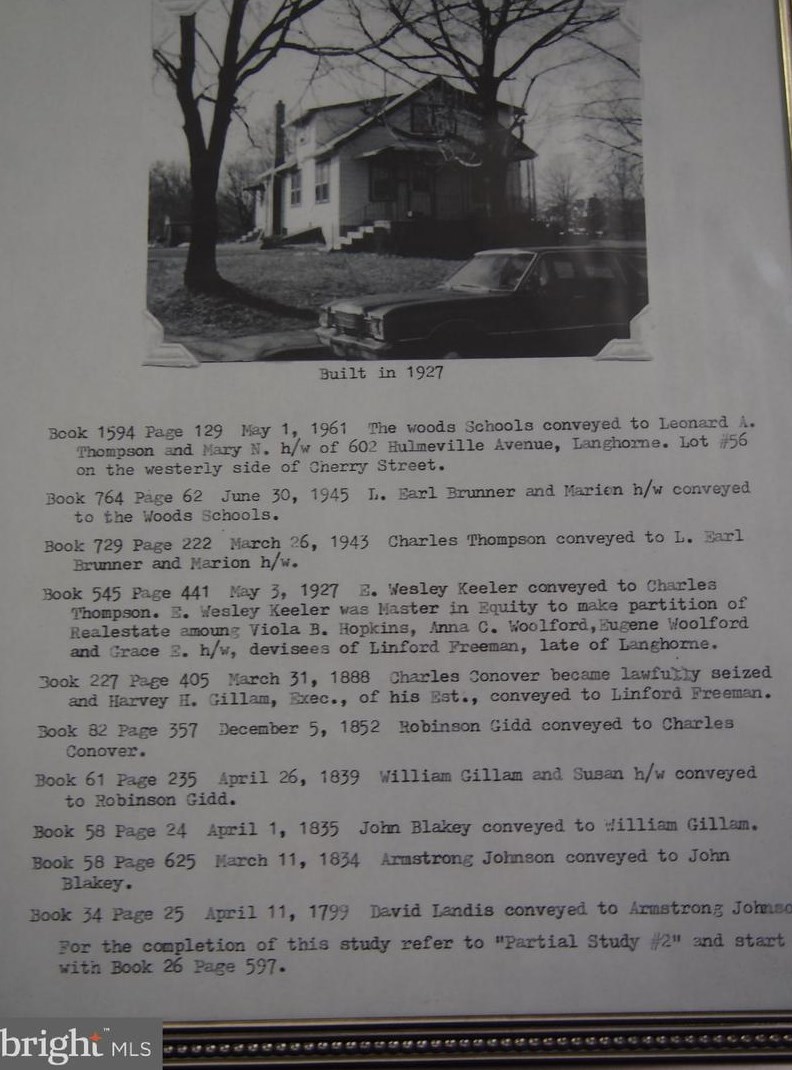 Built in 1927
Book 1594 Page 129 May 1, 1961 The woods Schools conveyed to Leonard A.
Thompson and Mary N. h/w of 602 Hulmeville Avenue, Langhorne. Lot #56
on the westerly side of Cherry Street.
Book 764 Page 62 June 30, 1945 L. Earl Brunner and Marion h/w conveyed
to the Woods Schools.
Book 729 Page 222 March 26, 1943 Charles Thompson conveyed to L. Earl
Brunner and Marion h/w.
Book 545 Page 441 May 3, 1927 E. Wesley Keeler conveyed to Charles
Thompson. E. Wesley Keeler was Master in Equity to make partition of
Realestate amoung Viola B. Hopkins, Anna C. Woolford,Eugene Woolford
and Grace E. h/w, devisees of Linford Freeman, late of Langhorne.
Book 227 Page 405 March 31, 1888 Charles Conover became lawfully seized
and Harvey H. Gillam, Exec., of his Est., conveyed to Linford Freeman.
Book 82 Page 357 December 5, 1852 Robinson Gidd conveyed to Charles
Conover.
Book 61 Page 235 April 26, 1839 William Gillam and Susan h/w conveyed
to Robinson Gidd.
Book 58 Page 24 April 1, 1835 John Blakey conveyed to William Gillam.
Book 58 Page 625 March 11, 1834 Armstrong Johnson conveyed to John
Blakey.
Book 34 Page 25 April 11, 1799 David Landis conveyed to Armstrong Johnso
For the completion of this study refer to "Partial Study #2" and start
with Book 26 Page 597.
bright™ MLS